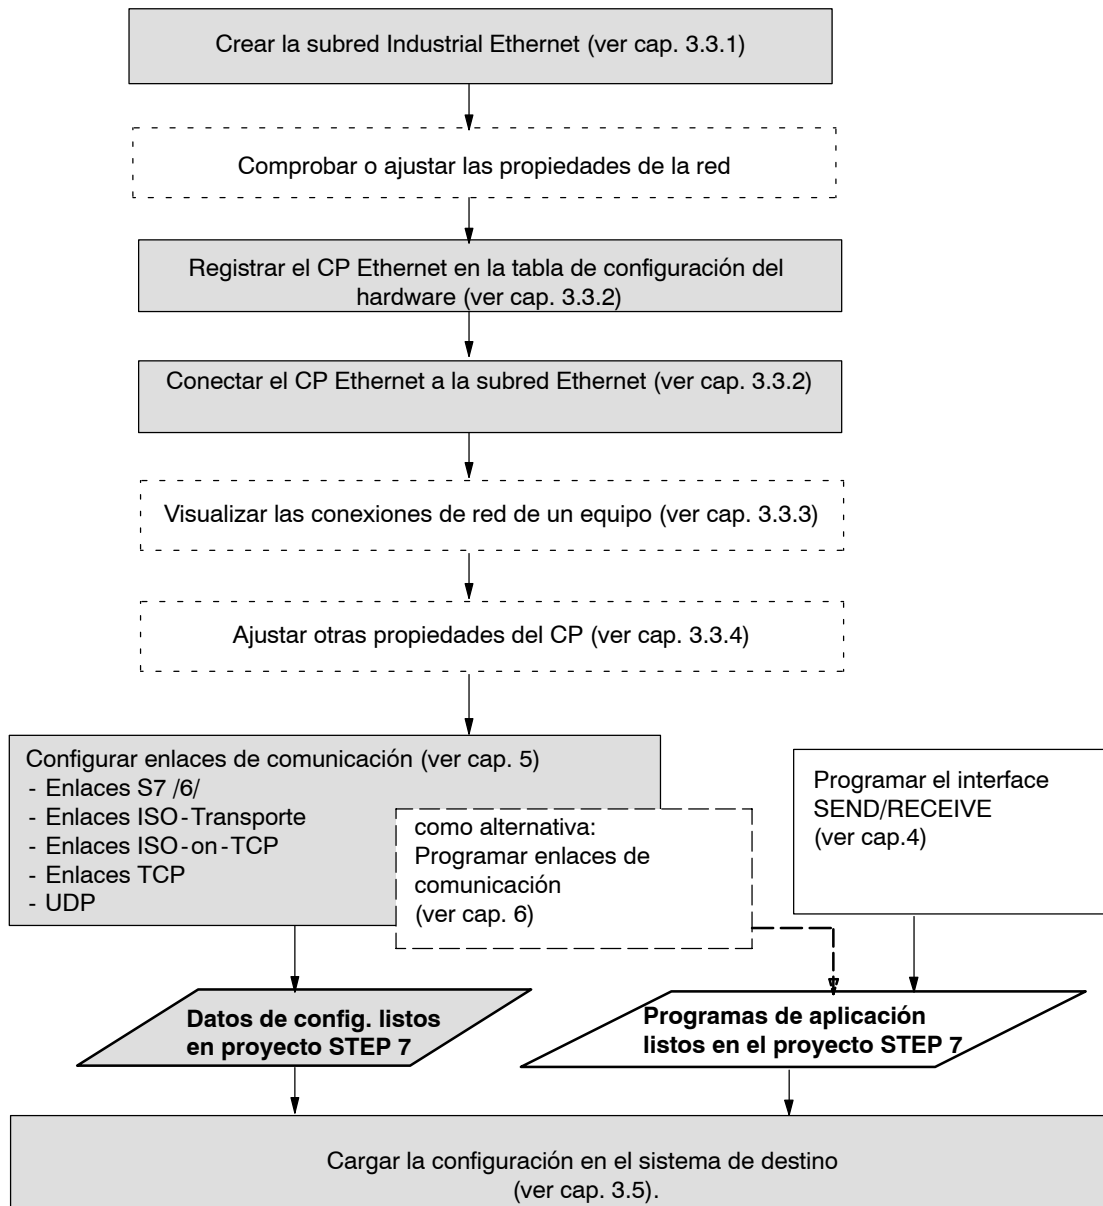 Crear la subred Industrial Ethernet (ver cap. 3.3.1)
Comprobar o ajustar las propiedades de la red
Registrar el CP Ethernet en la tabla de configuración del
hardware (ver cap. 3.3.2)
Conectar el CP Ethernet a la subred Ethernet (ver cap. 3.3.2)
Visualizar las conexiones de red de un equipo (ver cap. 3.3.3)
Ajustar otras propiedades del CP (ver cap. 3.3.4)
Configurar enlaces de comunicación (ver cap. 5)
- Enlaces S7 /6/
- Enlaces ISO-Transporte
- Enlaces ISO-on-TCP
- Enlaces TCP
- UDP
como alternativa:
Programar enlaces de
comunicación
(ver cap. 6)
Programar el interface
SEND/RECEIVE
(ver cap.4)
Datos de config. listos
en proyecto STEP 7
Programas de aplicación
listos en el proyecto STEP 7
Cargar la configuración en el sistema de destino
(ver cap. 3.5).